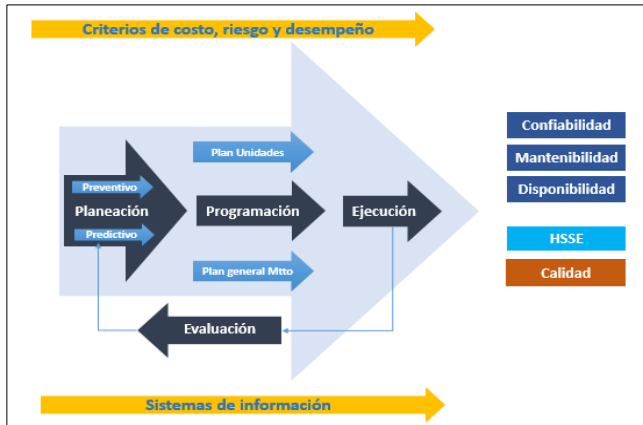 Criterios de costo, riesgo y desempeño
Plan Unidades
Preventivo
Planeación
Predictivo
Programación
Ejecución
Plan general Mtto
Evaluación
Confiabilidad
Mantenibilidad
Disponibilidad
HSSE
Calidad
Sistemas de información